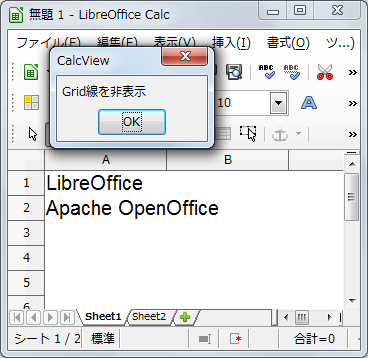 無題 1 - LibreOffice Calc
ファイル(F) 編集(E) 表示(V) 挿入(I) 書式(O) ツ...)
CalcView
Grid線を非表示
OK
ABC ABC
10
A B
1 LibreOffice
2 Apache OpenOffice
3
4
5
6
Sheet1 Sheet2
シート 1 / 2 標準 合計=0